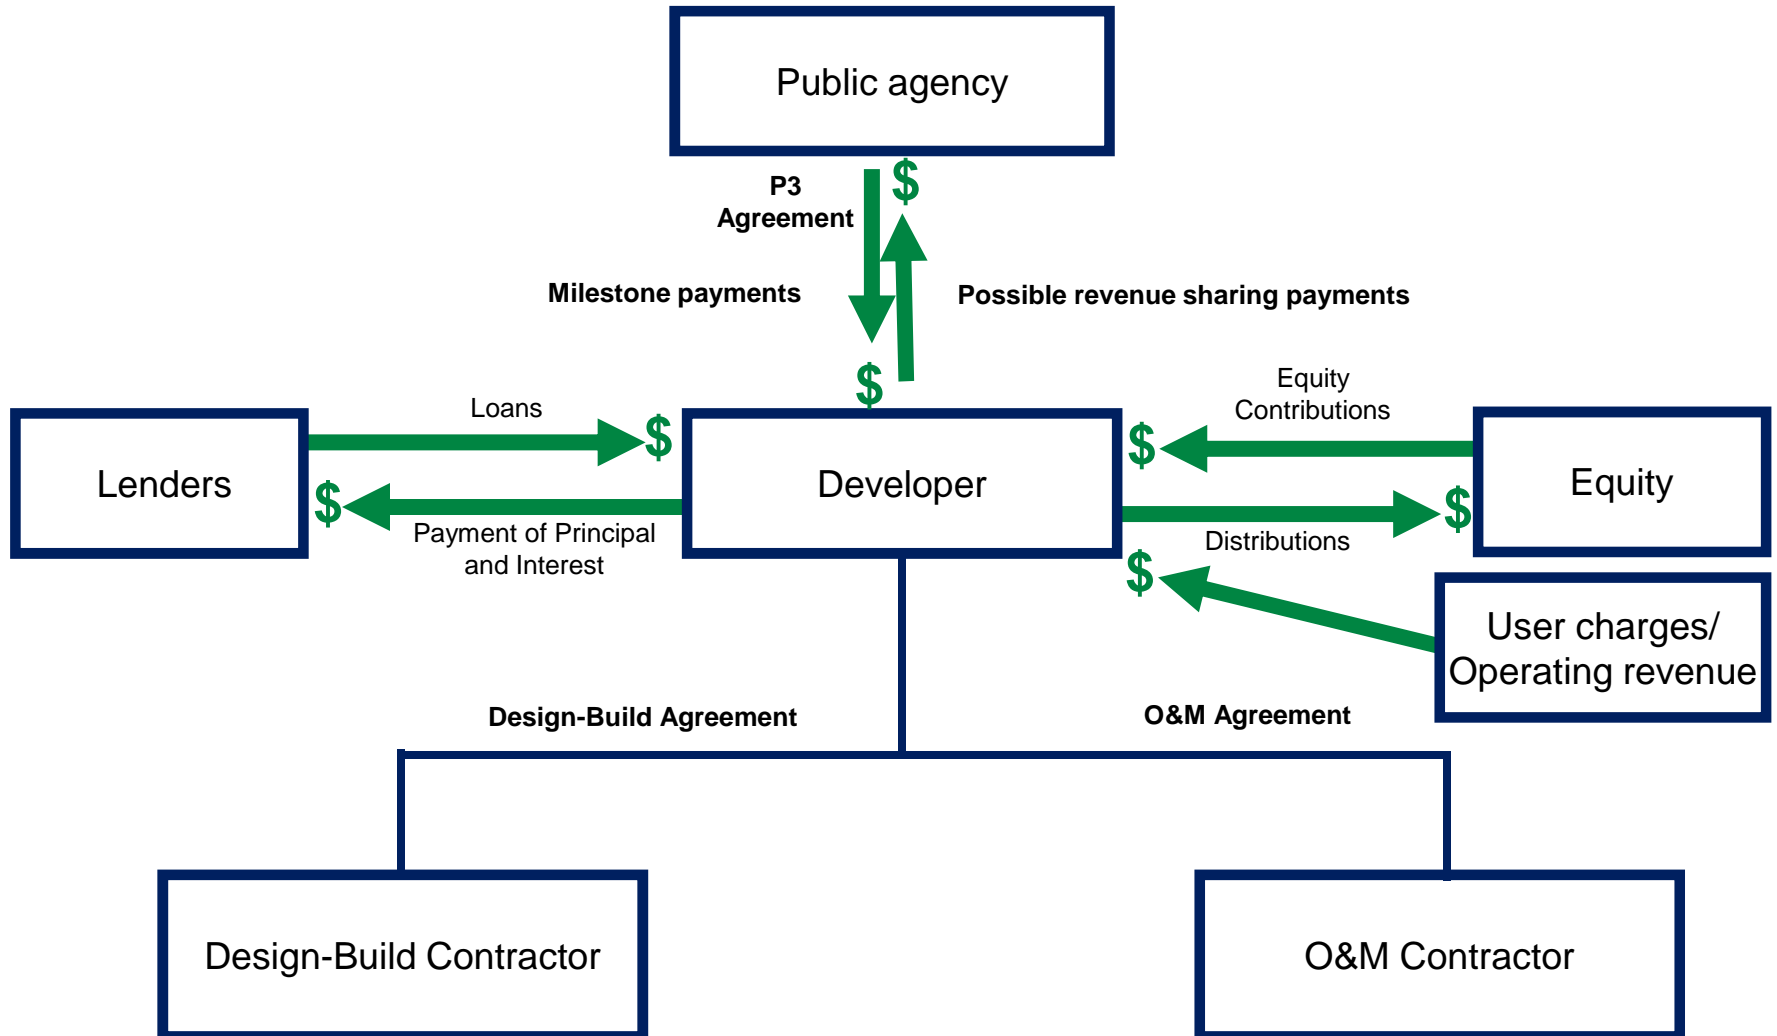 Public agency
$
P3
Agreement
Milestone payments
Possible revenue sharing payments
$
Loans
$
Equity
Contributions
$
Lenders
Developer
Equity
$
Payment of Principal
and Interest
$
Distributions
$
User charges/
Operating revenue
Design-Build Agreement
O&M Agreement
Design-Build Contractor
O&M Contractor